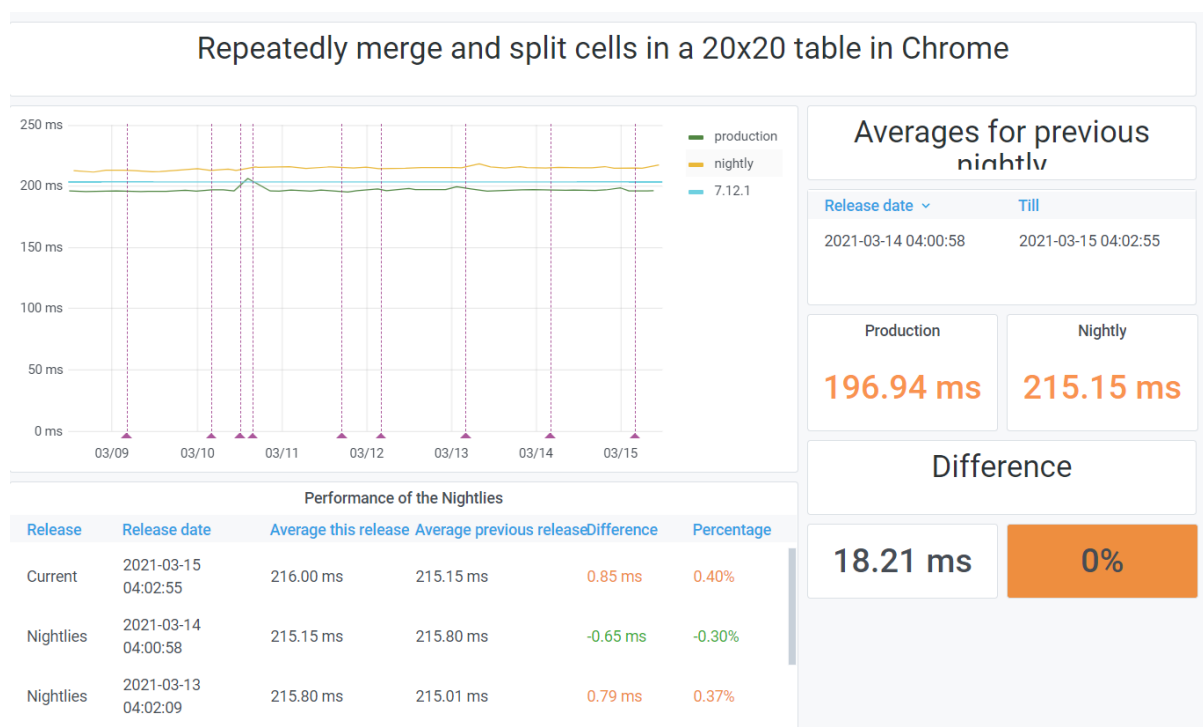 Repeatedly merge and split cells in a 20x20 table in Chrome
250 ms
200 ms
150 ms
100 ms
50 ms
0 ms
03/09 03/10 03/11 03/12 03/13 03/14 03/15
production
nightly
7.12.1
Averages for previous
nightly
Release date Till
2021-03-14 04:00:58 2021-03-15 04:02:55
Production Nightly
196.94 ms 215.15 ms
Difference
18.21 ms 0%
Performance of the Nightlies
Release Release date Average this release Average previous release Difference Percentage
Current 2021-03-15 04:02:55 216.00 ms 215.15 ms 0.85 ms 0.40%
Nightlies 2021-03-14 04:00:58 215.15 ms 215.80 ms -0.65 ms -0.30%
Nightlies 2021-03-13 04:02:09 215.80 ms 215.01 ms 0.79 ms 0.37%